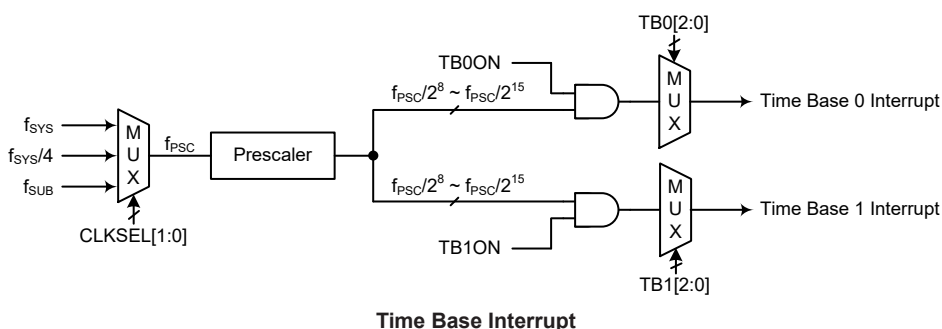 TB0[2:0]
TB0ON
M
U
X
fPSC/2^8 ~ fPSC/2^15
Time Base 0 Interrupt
fSYS
fSYS/4
fSUB
M
U
X
fPSC
Prescaler
CLKSEL[1:0]
fPSC/2^8 ~ fPSC/2^15
M
U
X
Time Base 1 Interrupt
TB1ON
TB1[2:0]
Time Base Interrupt